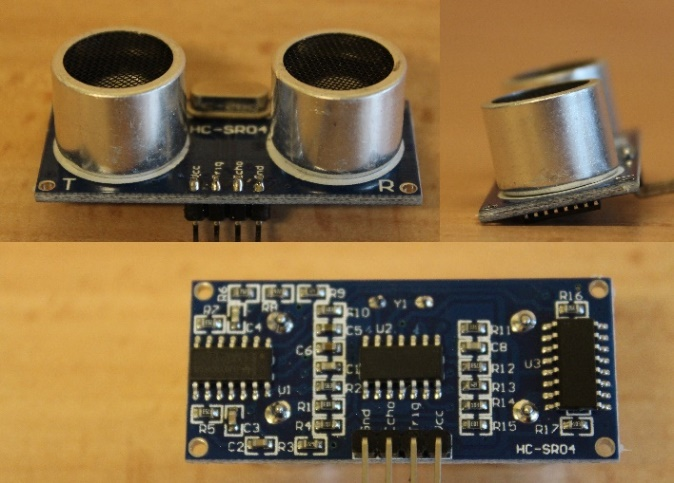 HC-SR04
Vcc
Trig
Echo
Gnd
T
R
R6
R8
R9
R7
C4
R10
C5
C6
C1
R2
R1
R4
U1
R5
C3
C2
R3
Y1
U2
R11
C8
R12
R13
R14
R15
Gnd
Echo
Trig
Vcc
R16
U3
R17
HC-SR04